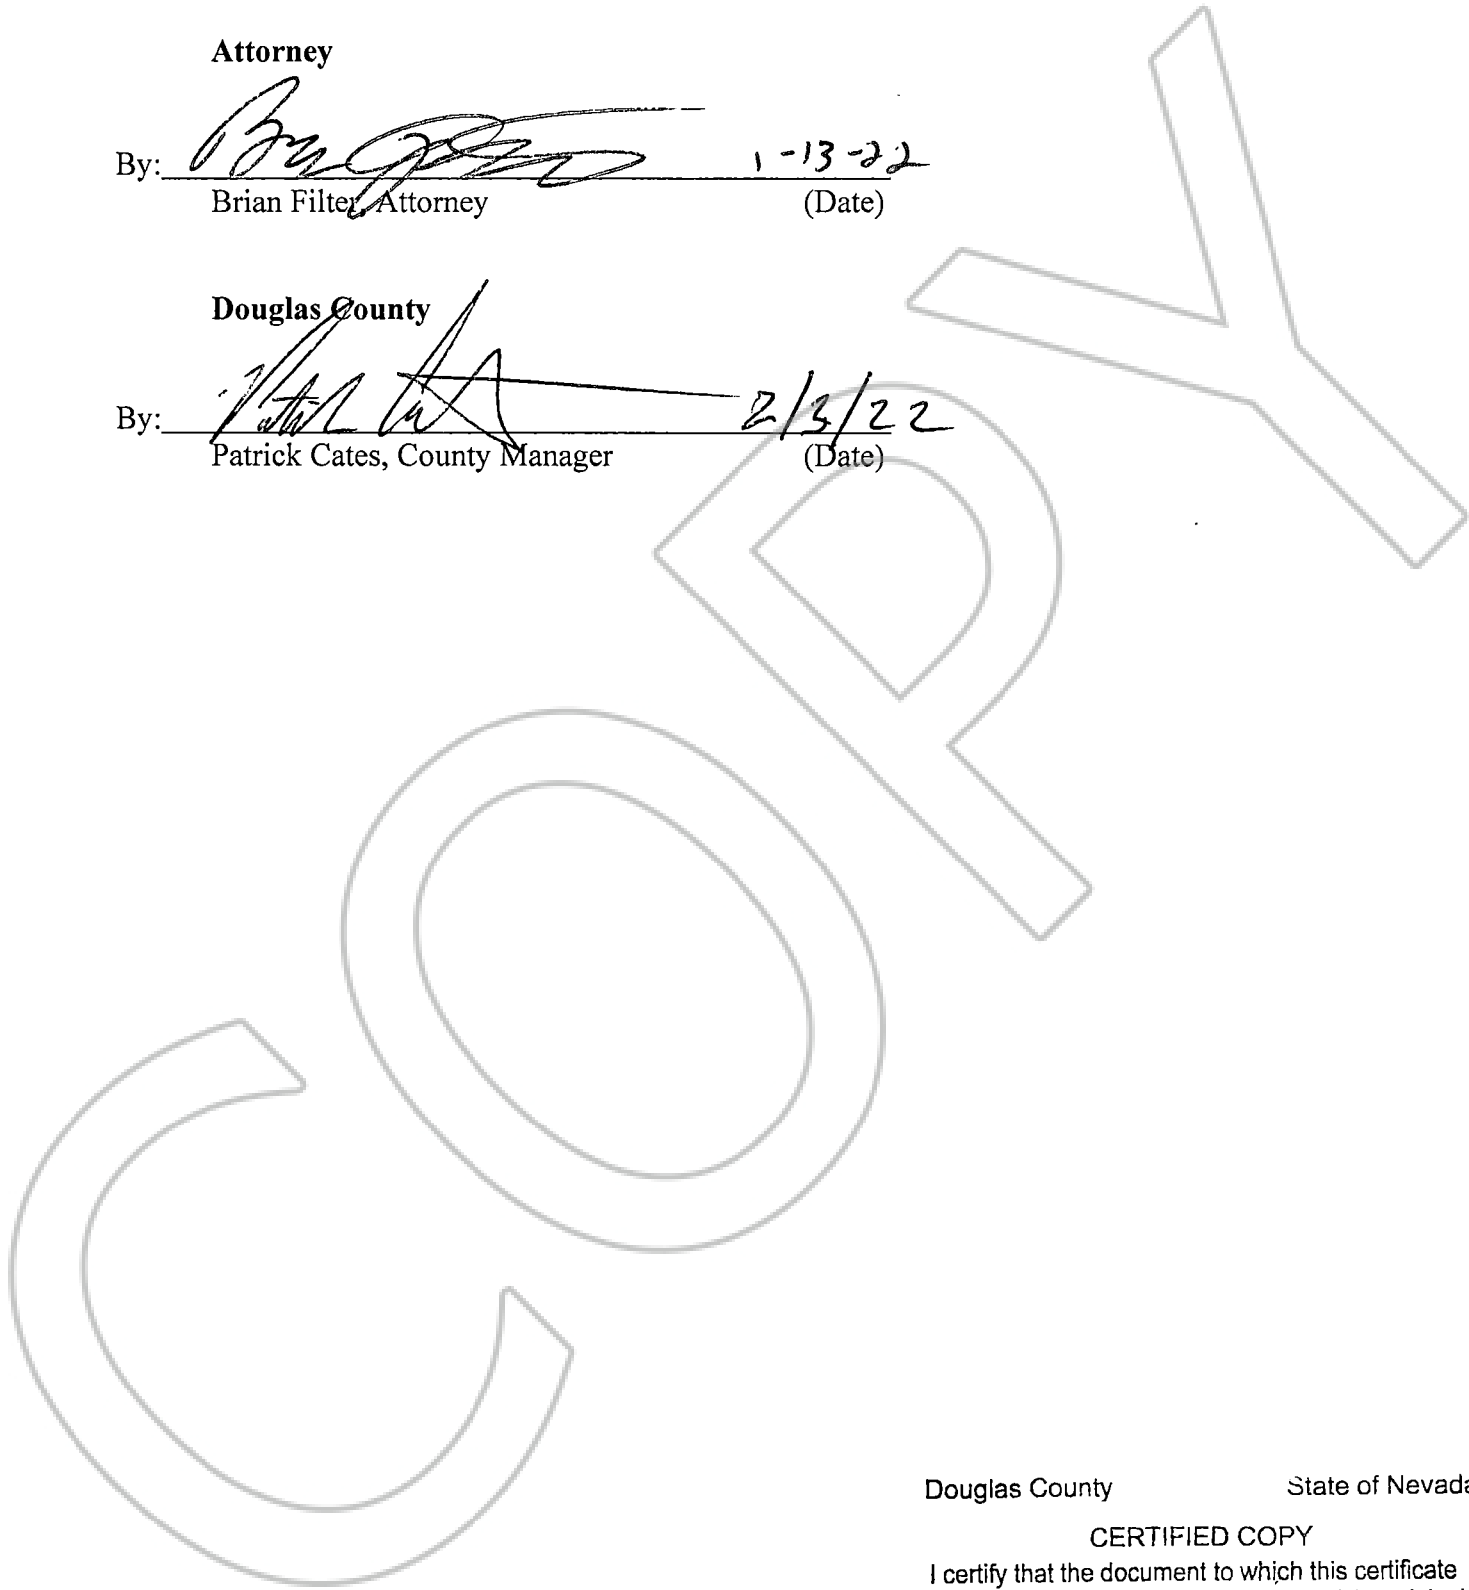 Attorney
By: 1-13-22
Brian Filter, Attorney (Date)
Douglas County
By: 2/3/22
Patrick Cates, County Manager (Date)
COPY
Douglas County State of Nevada
CERTIFIED COPY
I certify that the document to which this certificate